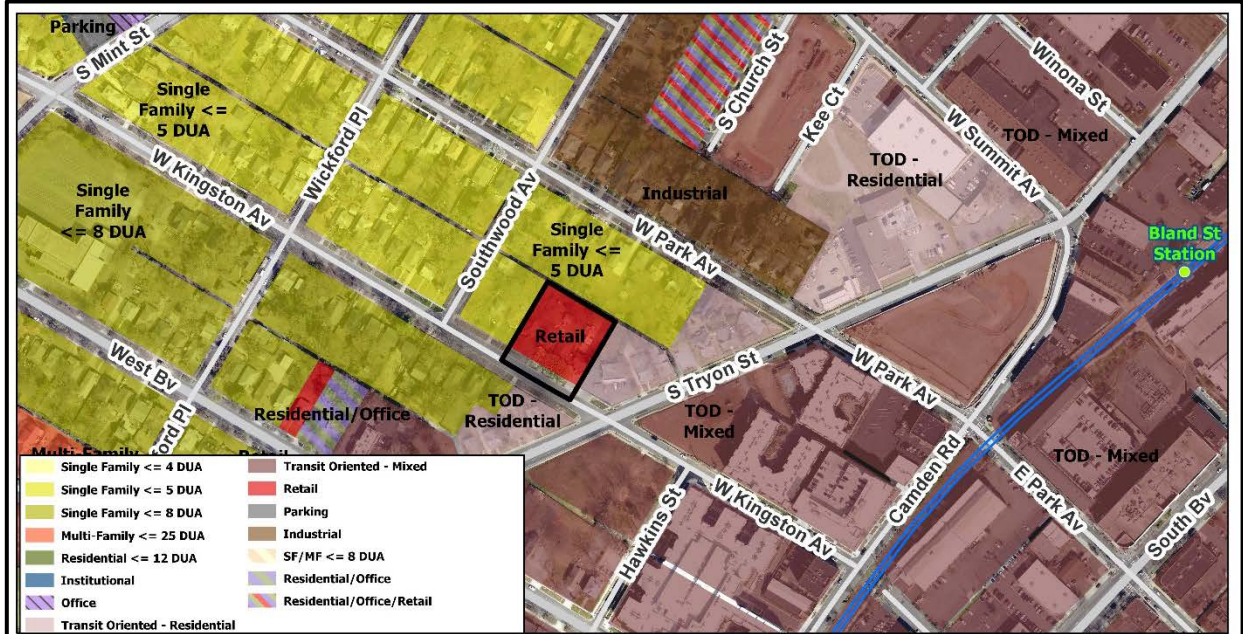 Parking
S Mint St
Single
Family <=
5 DUA
Wickford Pl
S Church St
Kee Ct
Winona St
W Summit Av
TOD - Mixed
TOD -
Residential
Single
Family
<= 8 DUA
W Kingston Av
Southwood Av
Industrial
Single
Family <=
5 DUA
W Park Av
Bland St
Station
Retail
S Tryon St
West Bv
Residential/Office
TOD -
Residential
TOD -
Mixed
W Park Av
TOD - Mixed
Camden Rd
E Park Av
South Bv
W Kingston Av
Hawkins St
ford Pl
Multi-Family
Retail
Single Family <= 4 DUA
Single Family <= 5 DUA
Single Family <= 8 DUA
Multi-Family <= 25 DUA
Residential <= 12 DUA
Institutional
Office
Transit Oriented - Residential
Transit Oriented - Mixed
Retail
Parking
Industrial
SF/MF <= 8 DUA
Residential/Office
Residential/Office/Retail